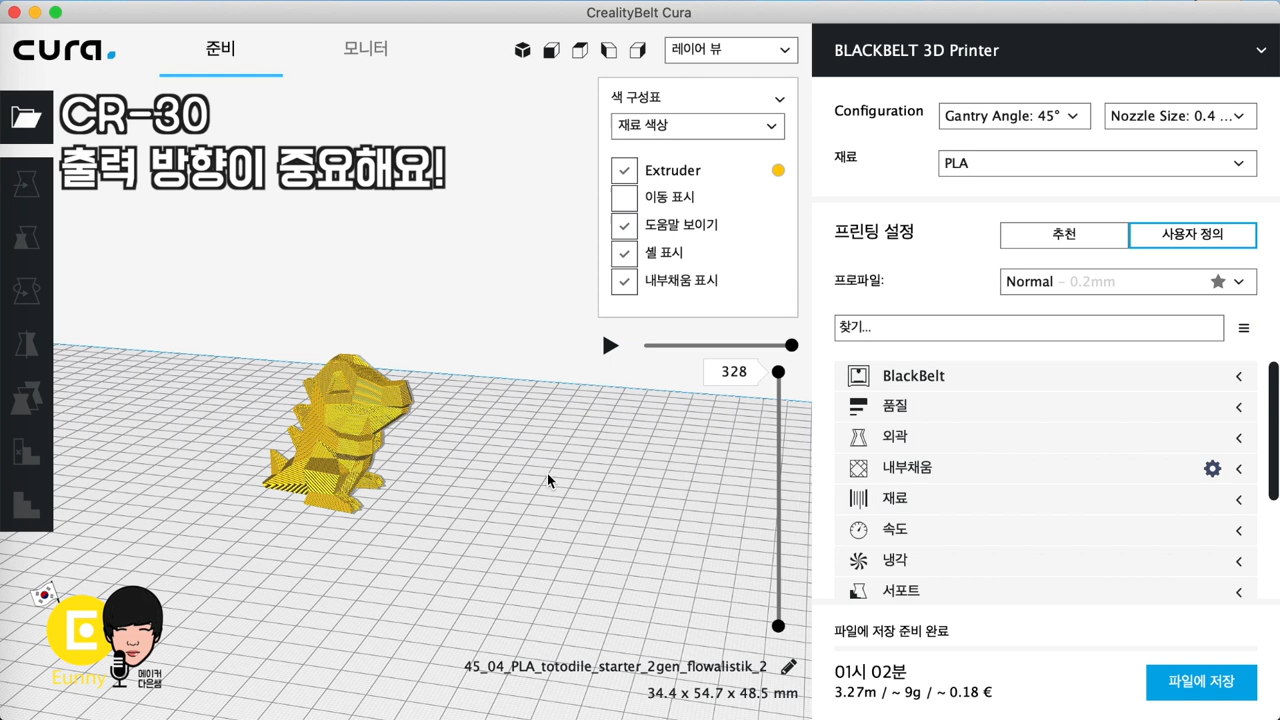 CrealityBelt Cura
cura.
준비
모니터
레이어 뷰
BLACKBELT 3D Printer
CR-30
출력 방향이 중요해요!
색 구성표
재료 색상
Extruder
이동 표시
도움말 보이기
셸 표시
내부채움 표시
328
Configuration
Gantry Angle: 45°
Nozzle Size: 0.4 ...
재료
PLA
프린팅 설정
추천
사용자 정의
프로파일:
Normal - 0.2mm
찾기...
BlackBelt
품질
외곽
내부채움
재료
속도
냉각
서포트
Eunny
메이커
다은쌤
45_04_PLA_totodile_starter_2gen_flowalistik_2
34.4 x 54.7 x 48.5 mm
파일에 저장 준비 완료
01시 02분
3.27m / ~ 9g / ~ 0.18 €
파일에 저장